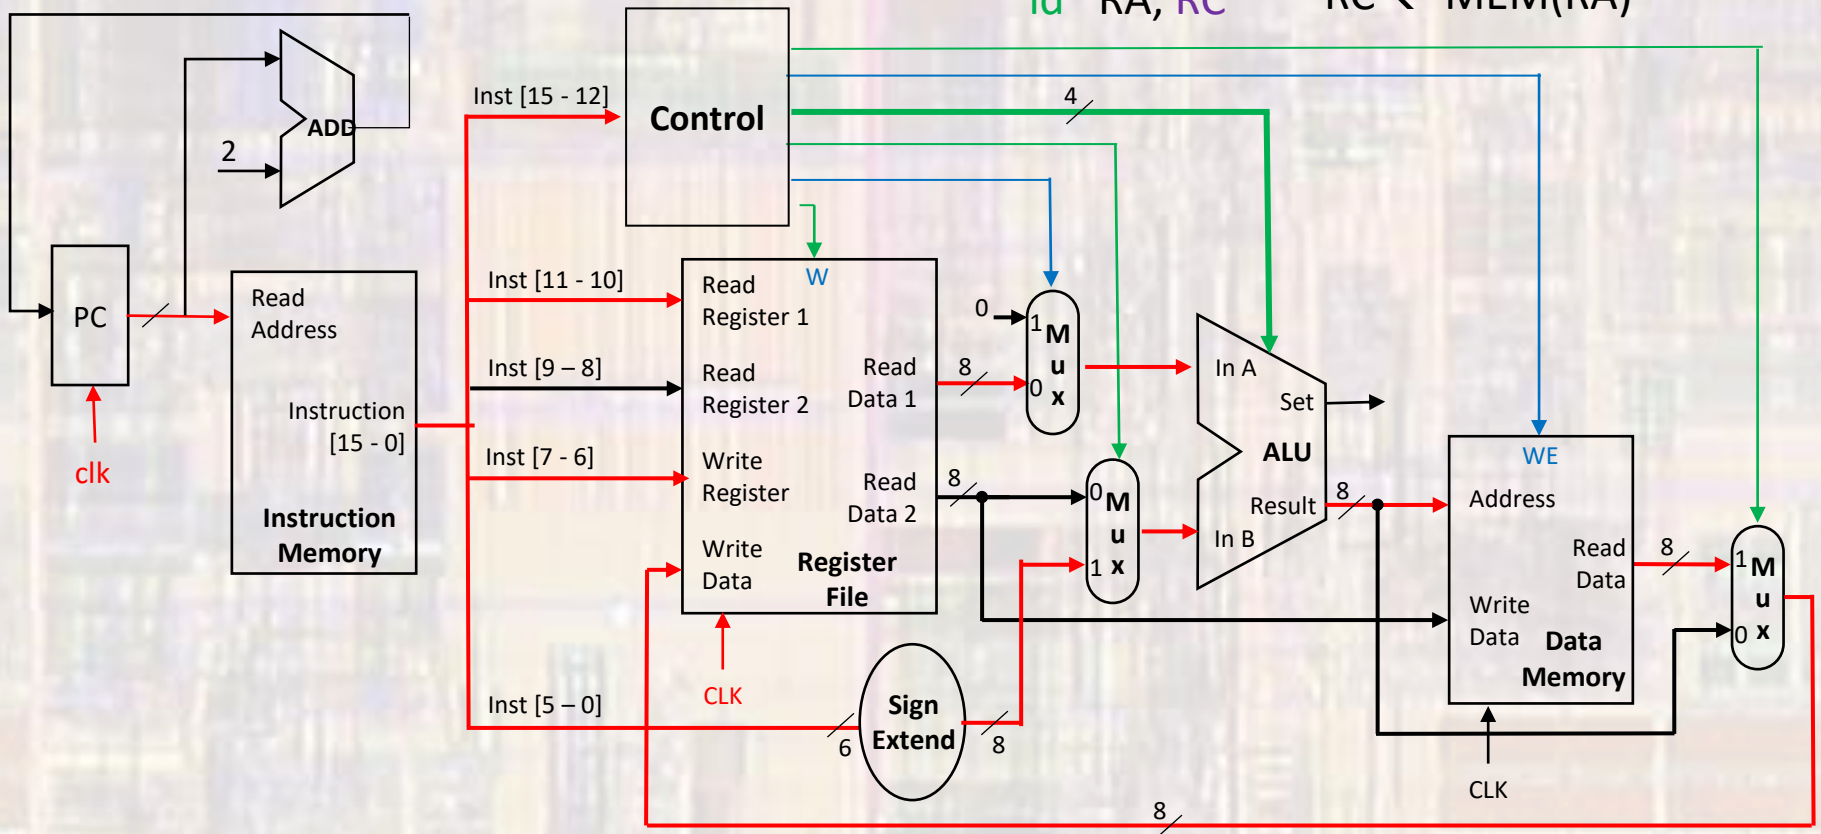 ld RA, RC RC < MEM(RA)
Inst [15 - 12]
Control
4
ADD
2
Inst [11 - 10]
Read
Register 1
W
PC
Read
Address
0
1
M
u
x
0
In A
Set
Inst [9 – 8]
Read
Register 2
Read
Data 1
8
Instruction
[15 - 0]
clk
Inst [7 - 6]
Write
Register
Read
Data 2
8
0
M
u
x
1
ALU
Result
8
In B
WE
Address
Instruction
Memory
Write
Data
Register
File
Read
Data
8
1
M
u
x
0
Write
Data
Data
Memory
CLK
Inst [5 – 0]
6
Sign
Extend
8
CLK
8